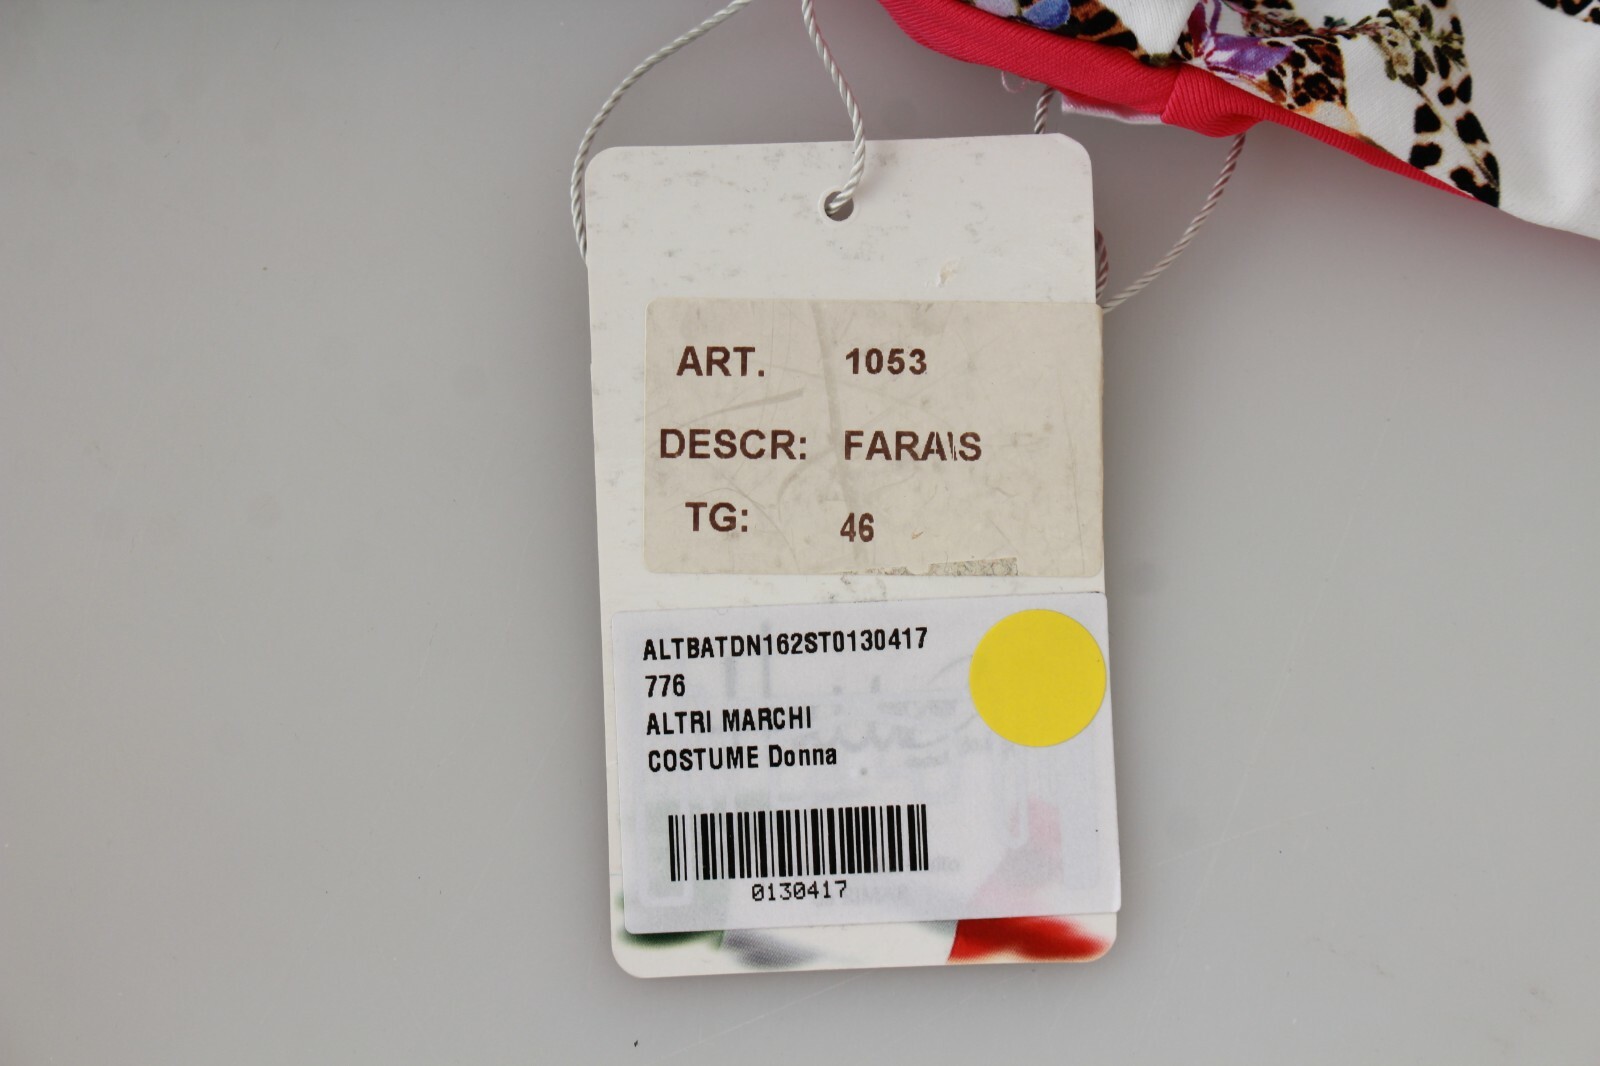 ART. 1053
DESCR: FARAIS
TG: 46
ALTBATDN162ST0130417
776
ALTRI MARCHI
COSTUME Donna
0130417